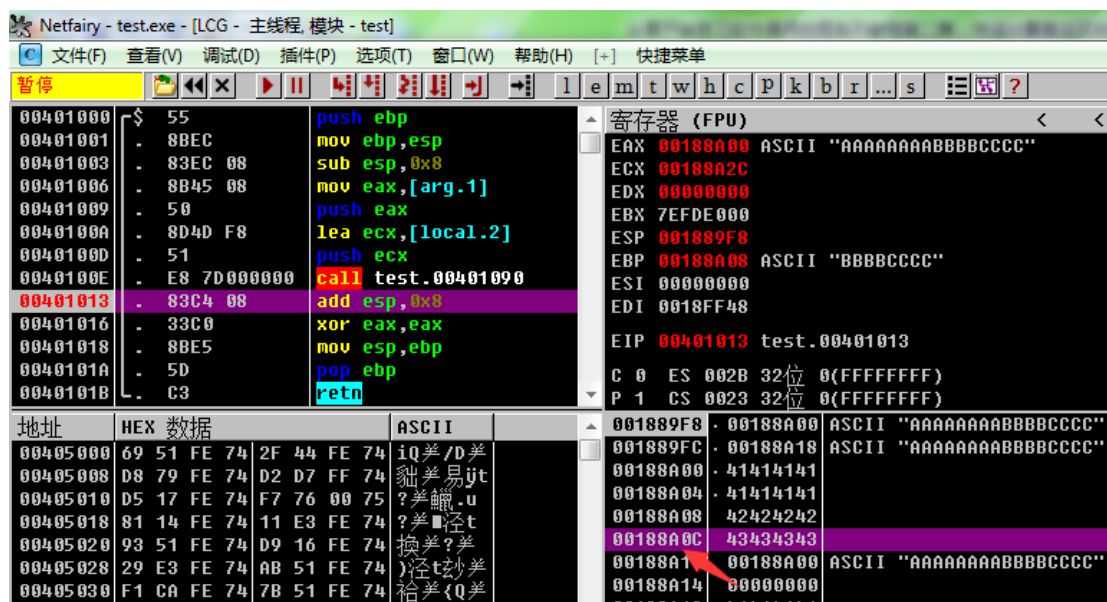 Netfairy - test.exe - [LCG - 主线程, 模块 - test]
C 文件(F) 查看(V) 调试(D) 插件(P) 选项(T) 窗口(W) 帮助(H) [+] 快捷菜单
暂停 l e m t w h c P k b r ... s ?
00401000 $ 55 push ebp
00401001 . 8BEC mov ebp,esp
00401003 . 83EC 08 sub esp,0x8
00401006 . 8B45 08 mov eax,[arg.1]
00401009 . 50 push eax
0040100A . 8D4D F8 lea ecx,[local.2]
0040100D . 51 push ecx
0040100E . E8 7D000000 call test.00401090
00401013 . 83C4 08 add esp,0x8
00401016 . 33C0 xor eax,eax
00401018 . 8BE5 mov esp,ebp
0040101A . 5D pop ebp
0040101B . C3 retn
寄存器 (FPU) < <
EAX 00188A00 ASCII "AAAAAAAABBBBCCCC"
ECX 00188A2C
EDX 00000000
EBX 7EFDE000
ESP 001889F8
EBP 00188A08 ASCII "BBBBCCCC"
ESI 00000000
EDI 0018FF48
EIP 00401013 test.00401013
C 0 ES 002B 32位 0(FFFFFFFF)
P 1 CS 0023 32位 0(FFFFFFFF)
地址 HEX 数据 ASCII
00405000 69 51 FE 74 2F 44 FE 74 iQ/D
00405008 D8 79 FE 74 D2 D7 FF 74 易ÿt
00405010 D5 17 FE 74 F7 76 00 75 ?.u
00405018 81 14 FE 74 11 E3 FE 74 ?t
00405020 93 51 FE 74 D9 16 FE 74 ?
00405028 29 E3 FE 74 AB 51 FE 74 )t
00405030 F1 CA FE 74 7B 51 FE 74 {Q
001889F8 . 00188A00 ASCII "AAAAAAAABBBBCCCC"
001889FC . 00188A18 ASCII "AAAAAAAABBBBCCCC"
00188A00 . 41414141
00188A04 . 41414141
00188A08 42424242
00188A0C 43434343
00188A1 00188A00 ASCII "AAAAAAAABBBBCCCC"
00188A14 00000000